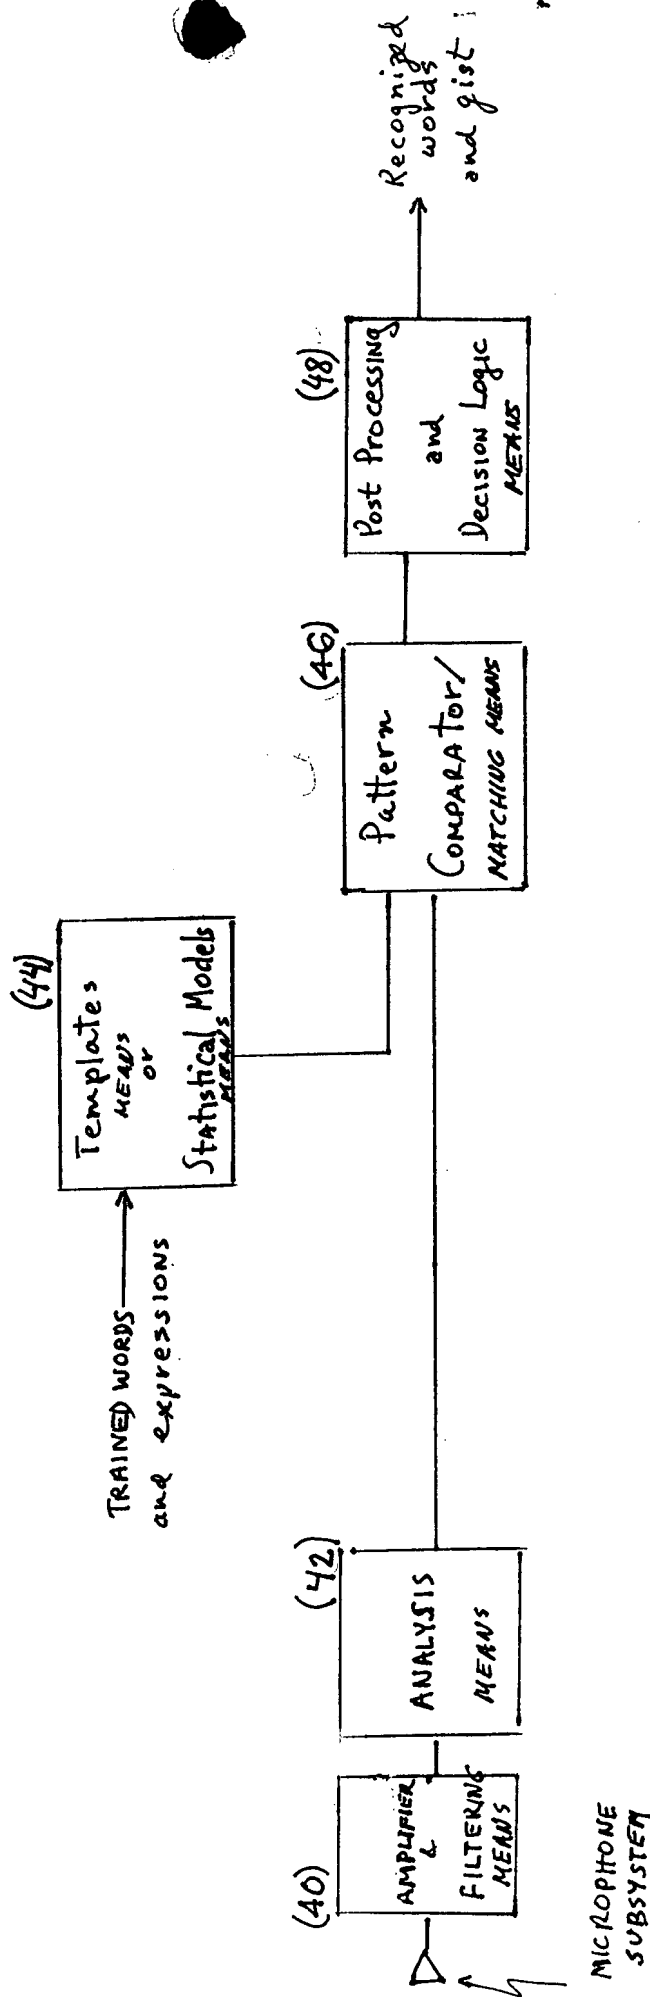 MICROPHONE
SUBSYSTEM
(40)
AMPLIFIER
&
FILTERING
MEANS
(42)
ANALYSIS
MEANS
TRAINED WORDS
and expressions
(44)
Templates
MEANS
or
Statistical Models
MEANS
(46)
Pattern
COMPARATor/
MATCHING MEANS
(48)
Post Processing
and
Decision Logic
MEANS
Recognized
words
and gist